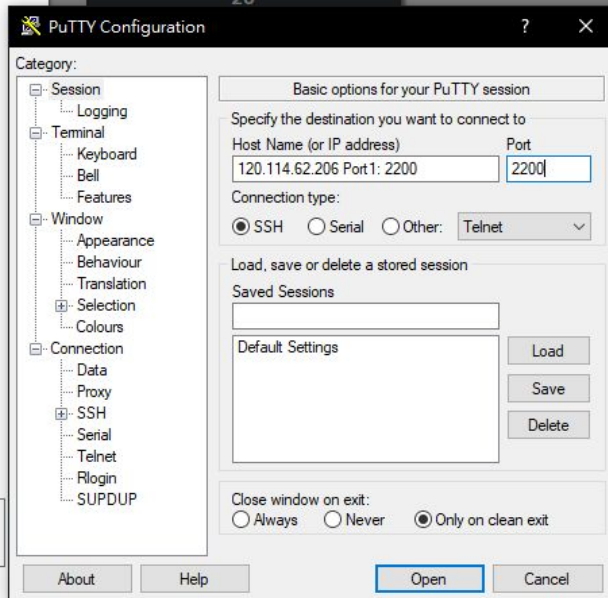 PuTTY Configuration
?
Category:
Session
Logging
Terminal
Keyboard
Bell
Features
Window
Appearance
Behaviour
Translation
Selection
Colours
Connection
Data
Proxy
SSH
Serial
Telnet
Rlogin
SUPDUP
Basic options for your PuTTY session
Specify the destination you want to connect to
Host Name (or IP address) Port
120.114.62.206 Port1: 2200 2200
Connection type:
SSH Serial Other: Telnet
Load, save or delete a stored session
Saved Sessions
Default Settings
Load
Save
Delete
Close window on exit:
Always Never Only on clean exit
About Help Open Cancel